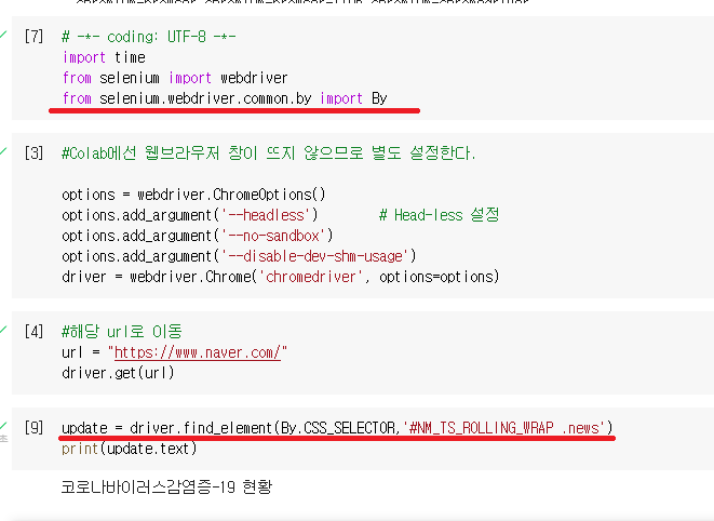 [7] # -*- coding: UTF-8 -*-
import time
from selenium import webdriver
from selenium.webdriver.common.by import By
[3] #Colab에선 웹브라우저 창이 뜨지 않으므로 별도 설정한다.
options = webdriver.ChromeOptions()
options.add_argument('--headless') # Head-less 설정
options.add_argument('--no-sandbox')
options.add_argument('--disable-dev-shm-usage')
driver = webdriver.Chrome('chromedriver', options=options)
[4] #해당 url로 이동
url = "https://www.naver.com/"
driver.get(url)
[9] update = driver.find_element(By.CSS_SELECTOR,'#NM_TS_ROLLING_WRAP .news')
초
print(update.text)
코로나바이러스감염증-19 현황